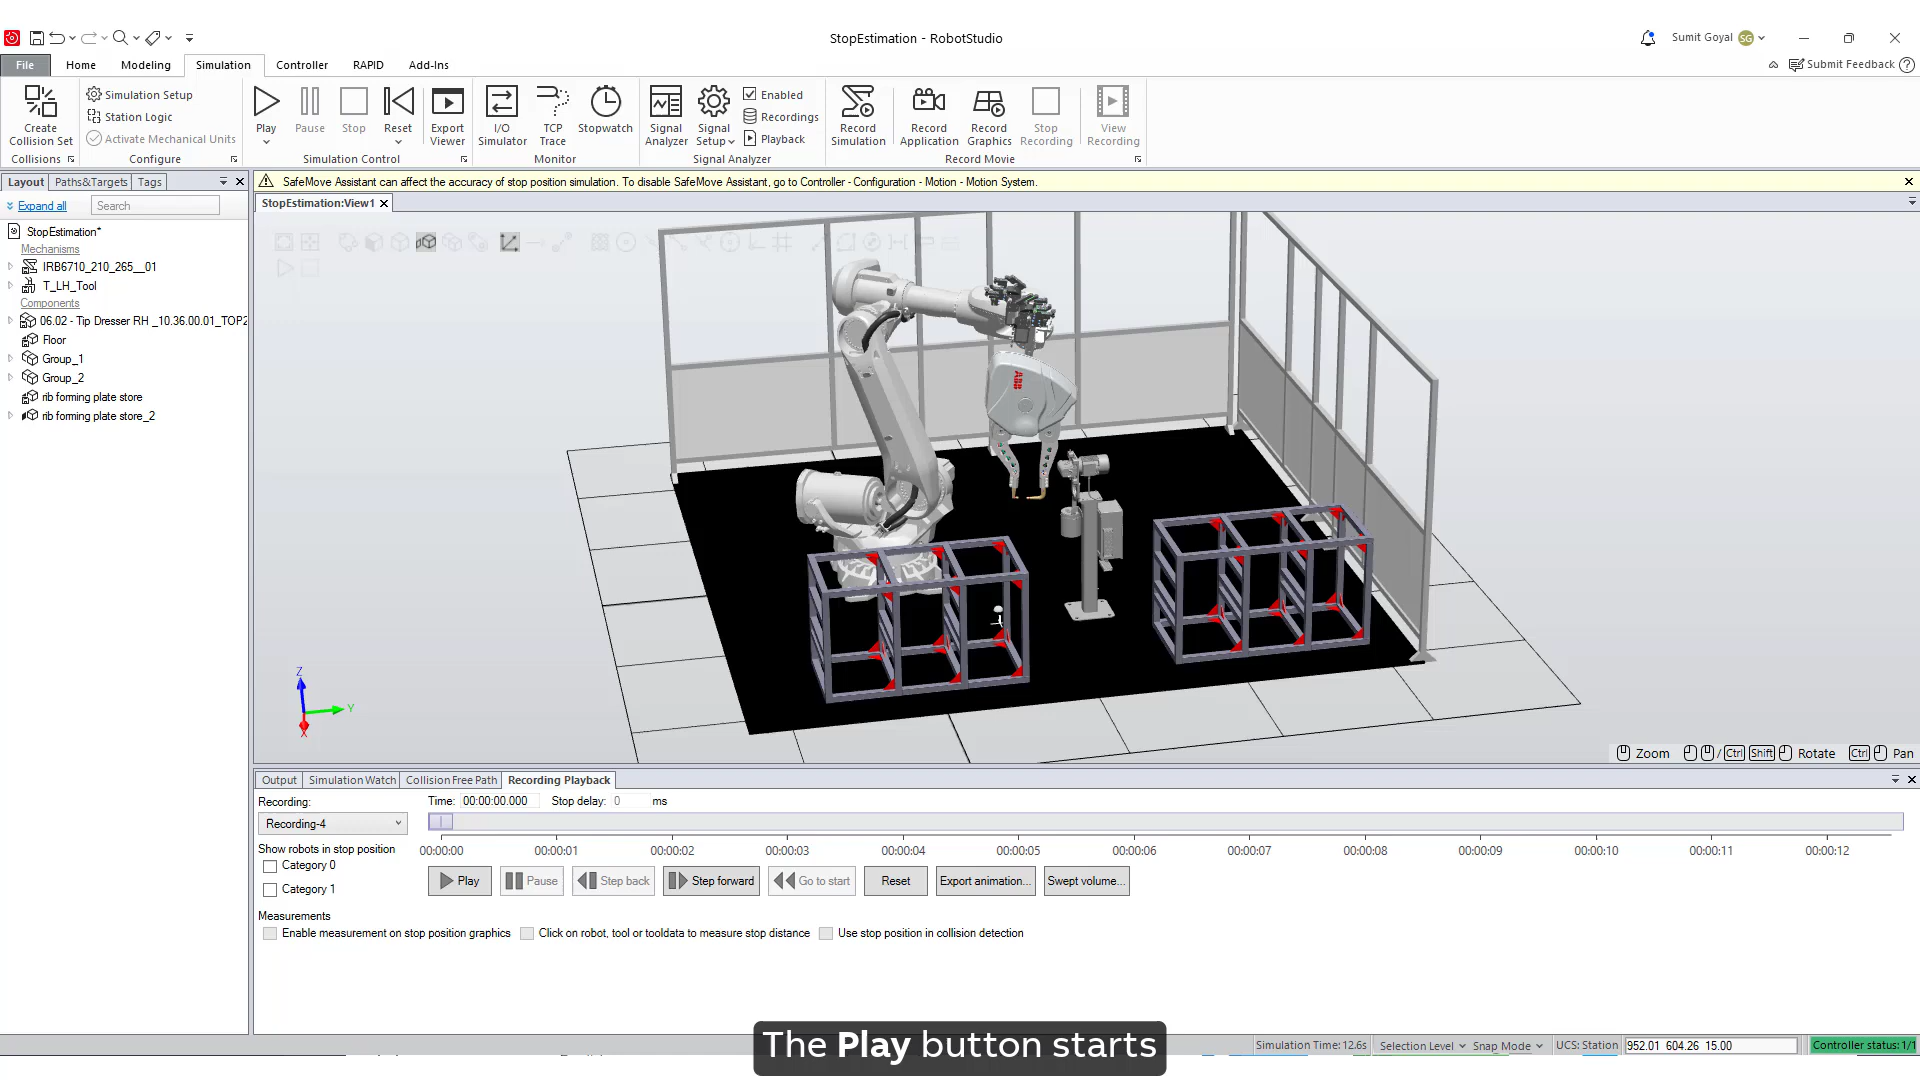 StopEstimation - RobotStudio
Sumit Goyal SG
File Home Modeling Simulation Controller RAPID Add-Ins
Submit Feedback ?
Create Collision Set
Collisions
Simulation Setup
Station Logic
Activate Mechanical Units
Configure
Play
Pause
Stop
Reset
Export Viewer
Simulation Control
I/O Simulator
TCP Trace
Stopwatch
Monitor
Signal Analyzer
Signal Setup
Enabled
Recordings
Playback
Signal Analyzer
Record Simulation
Record Application
Record Graphics
Stop Recording
View Recording
Record Movie
Layout Paths&Targets Tags
Expand all Search
StopEstimation*
Mechanisms
IRB6710_210_265__01
T_LH_Tool
Components
06.02 - Tip Dresser RH _10.36.00.01_TOP2
Floor
Group_1
Group_2
rib forming plate store
rib forming plate store_2
SafeMove Assistant can affect the accuracy of stop position simulation. To disable SafeMove Assistant, go to Controller - Configuration - Motion - Motion System.
StopEstimation:View1
ABB
Z
Y
X
Zoom / Ctrl Shift Rotate Ctrl Pan
Output Simulation Watch Collision Free Path Recording Playback
Recording:
Recording-4
Time: 00:00:00.000 Stop delay: 0 ms
00:00:00 00:00:01 00:00:02 00:00:03 00:00:04 00:00:05 00:00:06 00:00:07 00:00:08 00:00:09 00:00:10 00:00:11 00:00:12
Show robots in stop position
Category 0
Category 1
Play Pause Step back Step forward Go to start Reset Export animation... Swept volume...
Measurements
Enable measurement on stop position graphics Click on robot, tool or tooldata to measure stop distance Use stop position in collision detection
The Play button starts
Simulation Time: 12.6s Selection Level Snap Mode UCS: Station 952.01 604.26 15.00 Controller status: 1/1